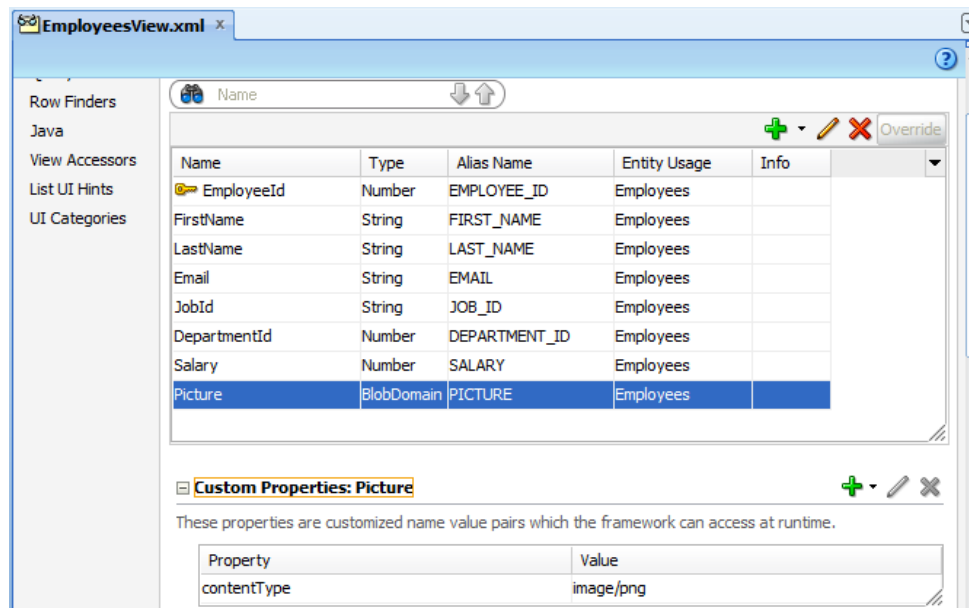 EmployeesView.xml x
Row Finders
Name
Java
Override
View Accessors
Name Type Alias Name Entity Usage Info
List UI Hints
EmployeeId Number EMPLOYEE_ID Employees
UI Categories
FirstName String FIRST_NAME Employees
LastName String LAST_NAME Employees
Email String EMAIL Employees
JobId String JOB_ID Employees
DepartmentId Number DEPARTMENT_ID Employees
Salary Number SALARY Employees
Picture BlobDomain PICTURE Employees
Custom Properties: Picture
These properties are customized name value pairs which the framework can access at runtime.
Property Value
contentType image/png